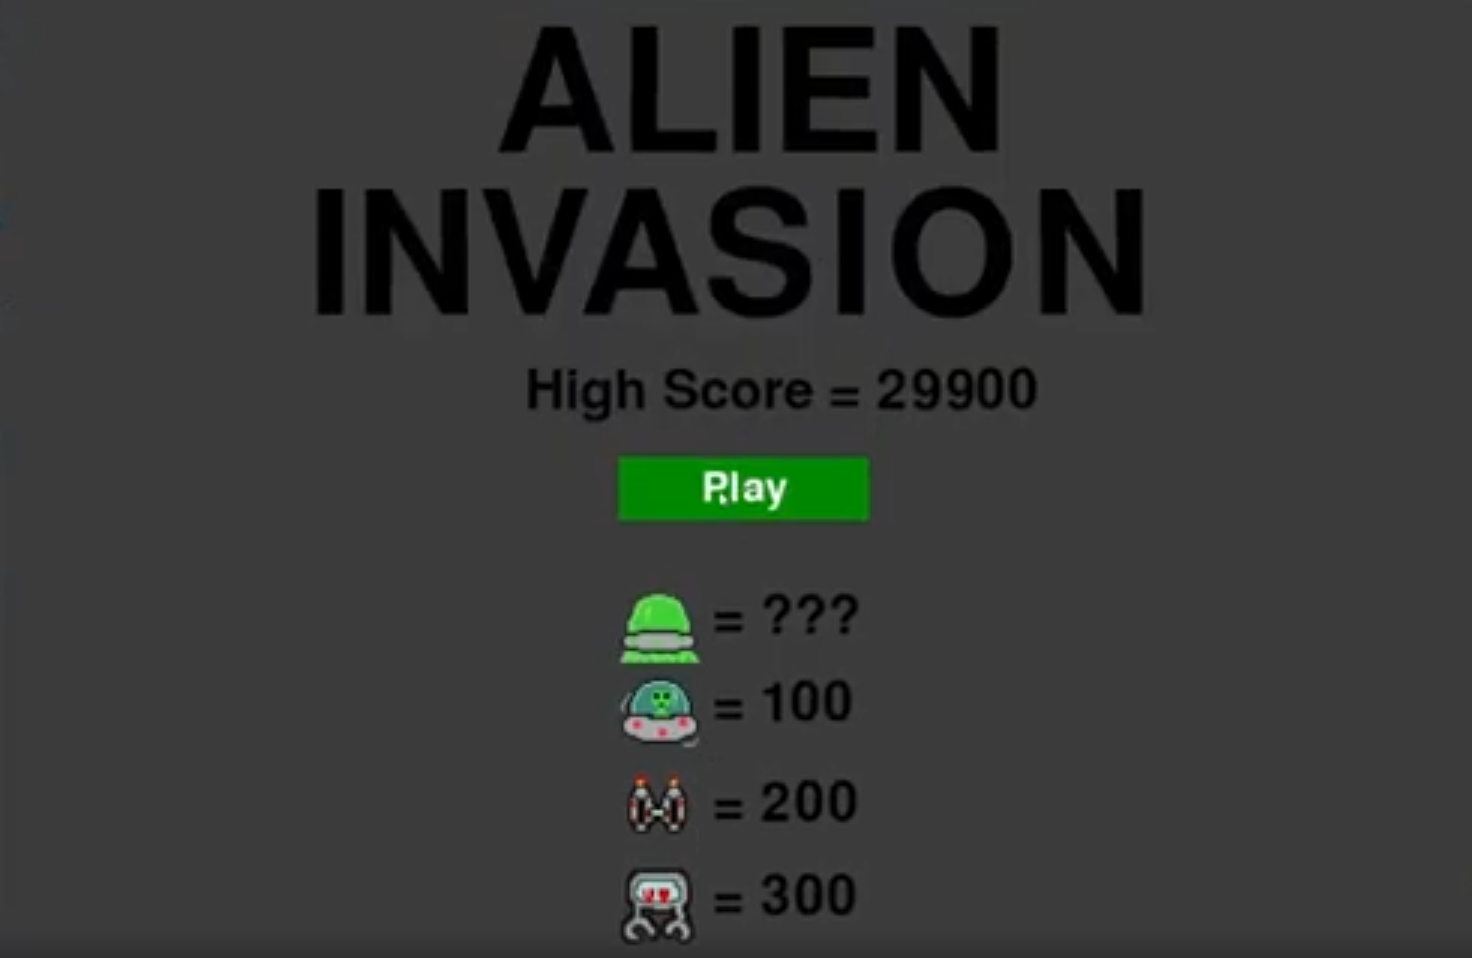 ALIEN
INVASION
High Score = 29900
Play
= ???
= 100
= 200
= 300